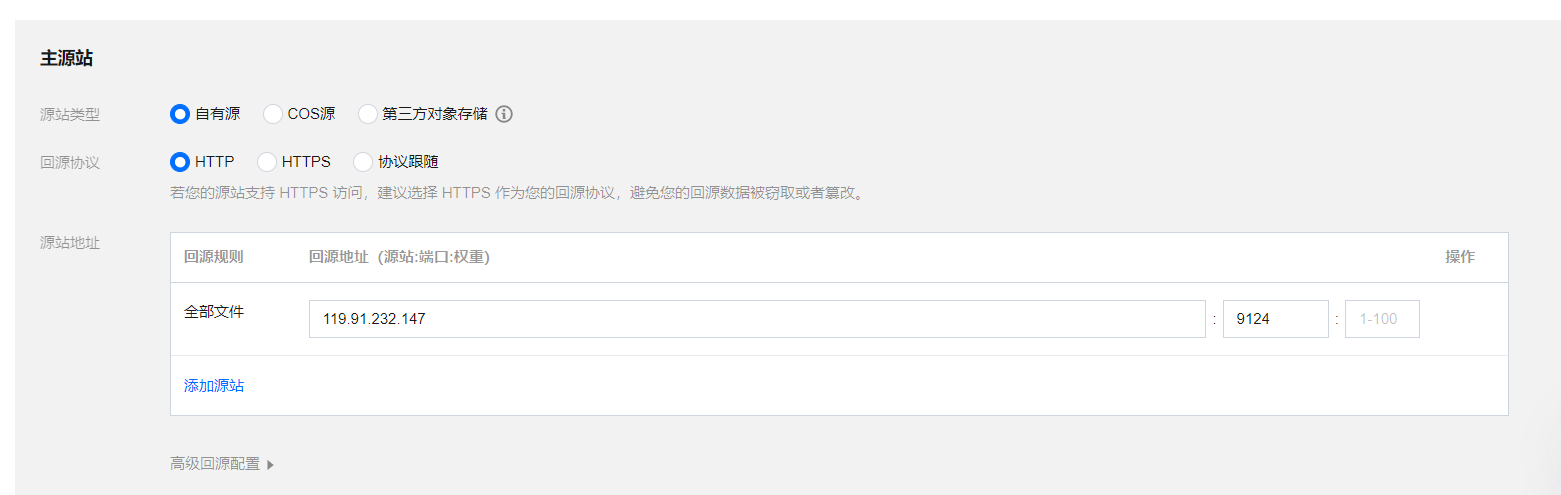 主源站
源站类型 自有源 COS源 第三方对象存储
回源协议 HTTP HTTPS 协议跟随
若您的源站支持 HTTPS 访问，建议选择 HTTPS 作为您的回源协议，避免您的回源数据被窃取或者篡改。
源站地址 回源规则 回源地址（源站:端口:权重） 操作
全部文件 119.91.232.147 : 9124 : 1-100
添加源站
高级回源配置